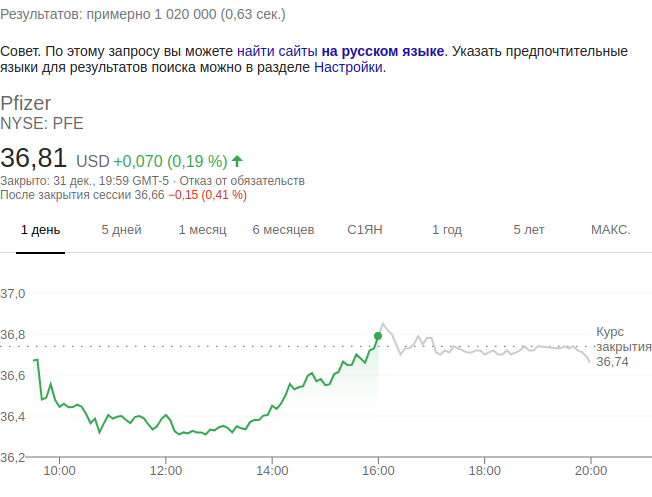 Результатов: примерно 1 020 000 (0,63 сек.)
Совет. По этому запросу вы можете найти сайты на русском языке. Указать предпочтительные
языки для результатов поиска можно в разделе Настройки.
Pfizer
NYSE: PFE
36,81 USD +0,070 (0,19 %)
Закрыто: 31 дек., 19:59 GMT-5 · Отказ от обязательств
После закрытия сессии 36,66 −0,15 (0,41 %)
1 день 5 дней 1 месяц 6 месяцев С1ЯН 1 год 5 лет МАКС.
37,0
36,8
36,6
36,4
36,2
Курс
закрытия
36,74
10:00 12:00 14:00 16:00 18:00 20:00